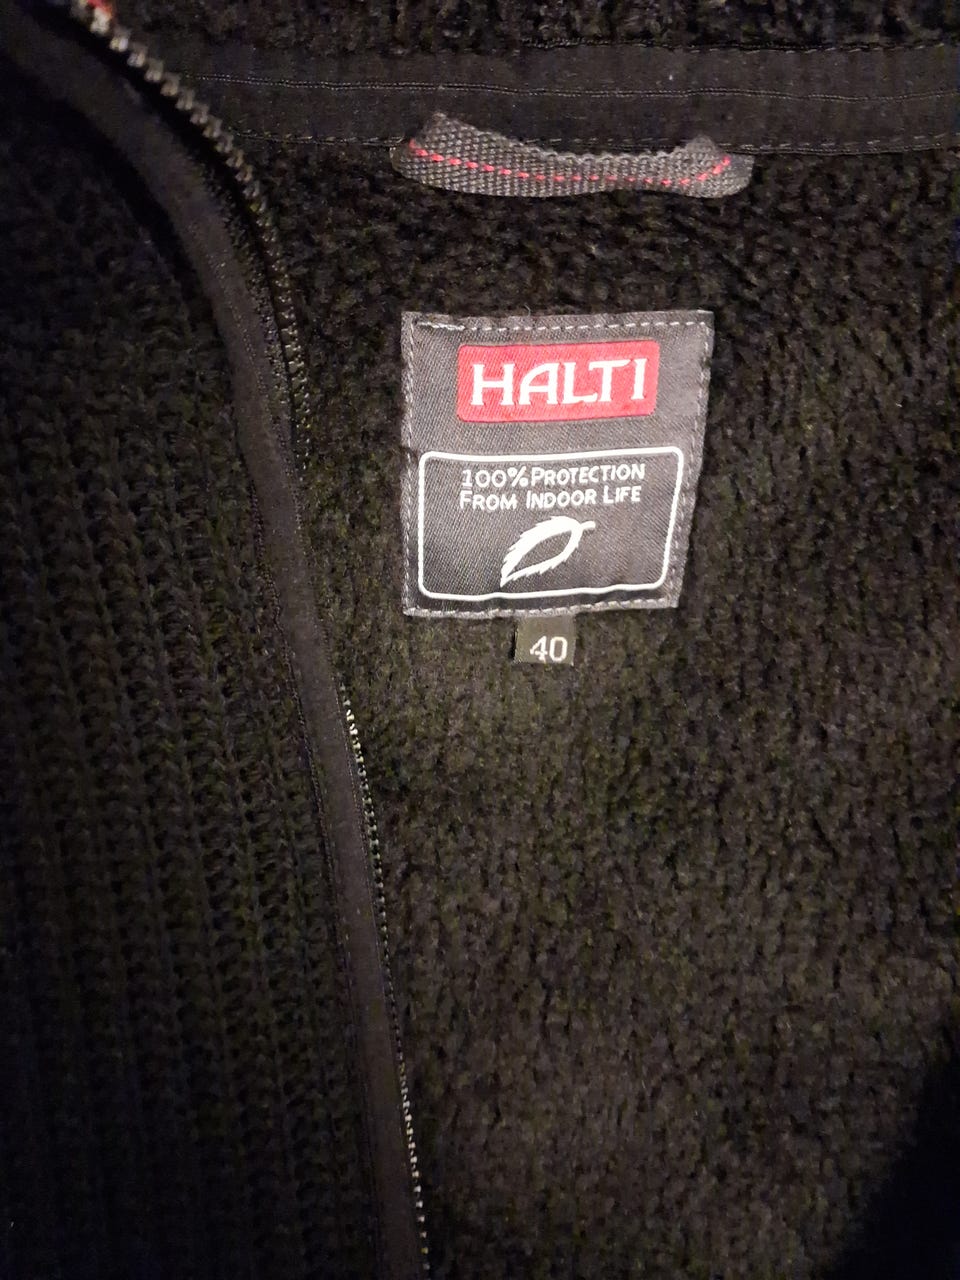 HALTI
100% PROTECTION
FROM INDOOR LIFE
40